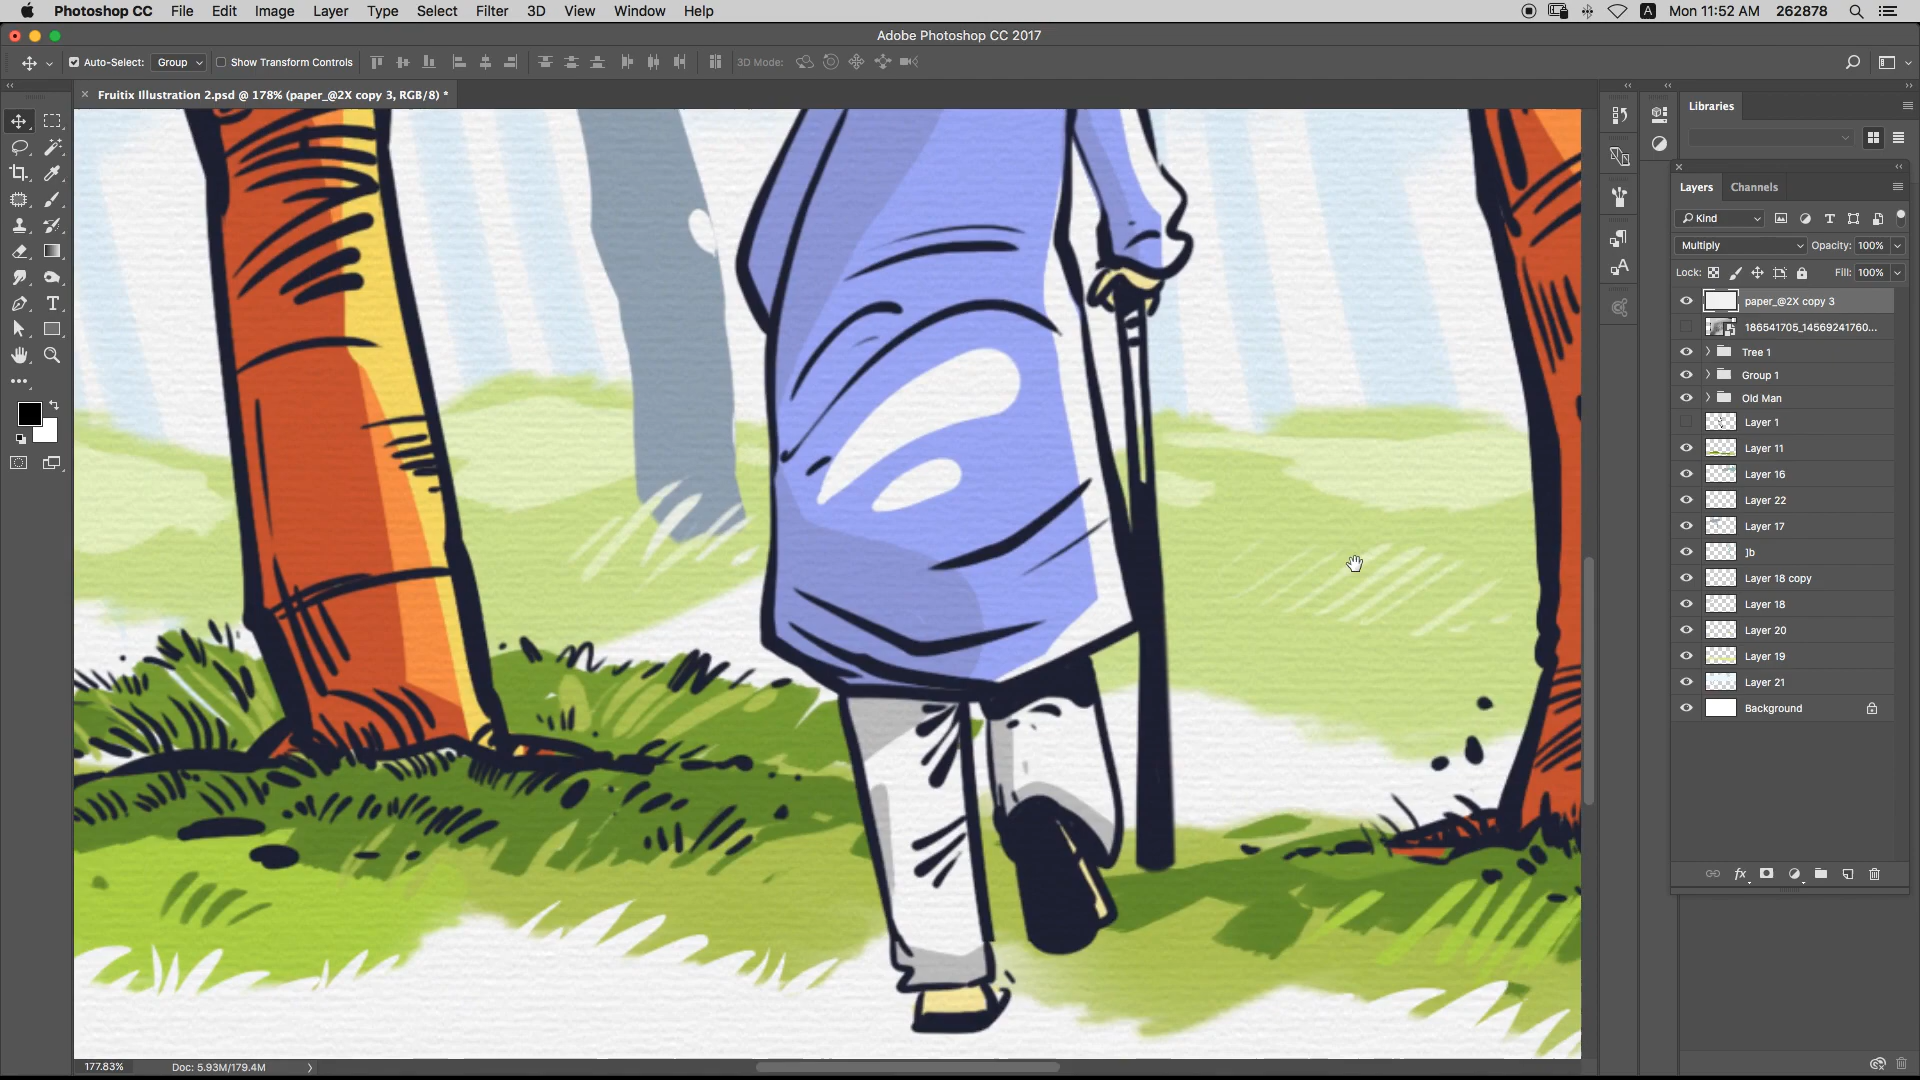 Photoshop CC File Edit Image Layer Type Select Filter 3D View Window Help A Mon 11:52 AM 262878
Adobe Photoshop CC 2017
Auto-Select: Group Show Transform Controls 3D Mode:
Fruitix Illustration 2.psd @ 178% (paper_@2X copy 3, RGB/8) *
Libraries
Layers Channels
Kind
Multiply Opacity: 100%
Lock: Fill: 100%
paper_@2X copy 3
186541705_14569241760...
Tree 1
Group 1
Old Man
Layer 1
Layer 11
Layer 16
Layer 22
Layer 17
]b
Layer 18 copy
Layer 18
Layer 20
Layer 19
Layer 21
Background
fx
177.83% Doc: 5.93M/179.4M